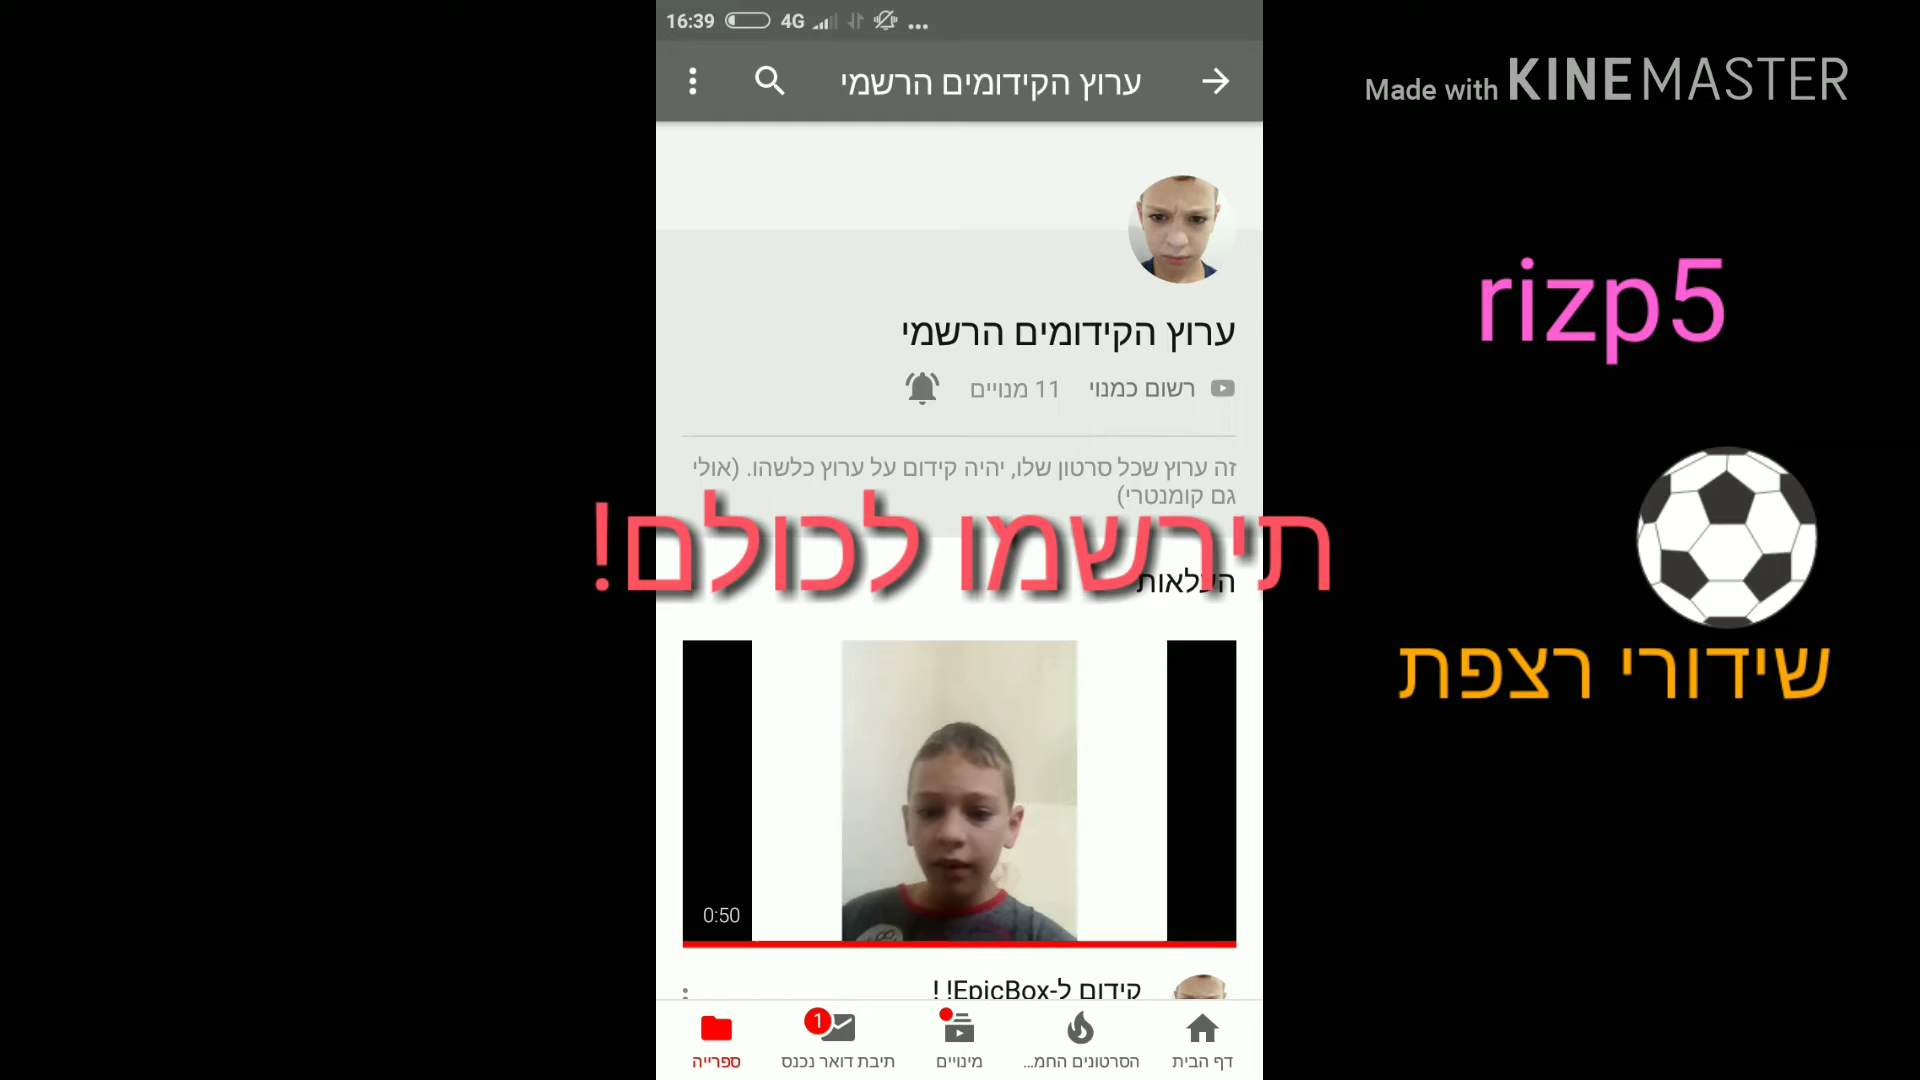 16:39 4G ...
ערוץ הקידומים הרשמי
Made with KINEMASTER
rizp5
ערוץ הקידומים הרשמי
רשום כמנוי 11 מנויים
זה ערוץ שכל סרטון שלו, יהיה קידום על ערוץ כלשהו. (אולי
גם קומנטרי)
תירשמו לכולם!
העלאות
שידורי רצפת
0:50
קידום ל-EpicBox! !
1
דף הבית
הסרטונים החמ...
מינויים
תיבת דואר נכנס
ספרייה